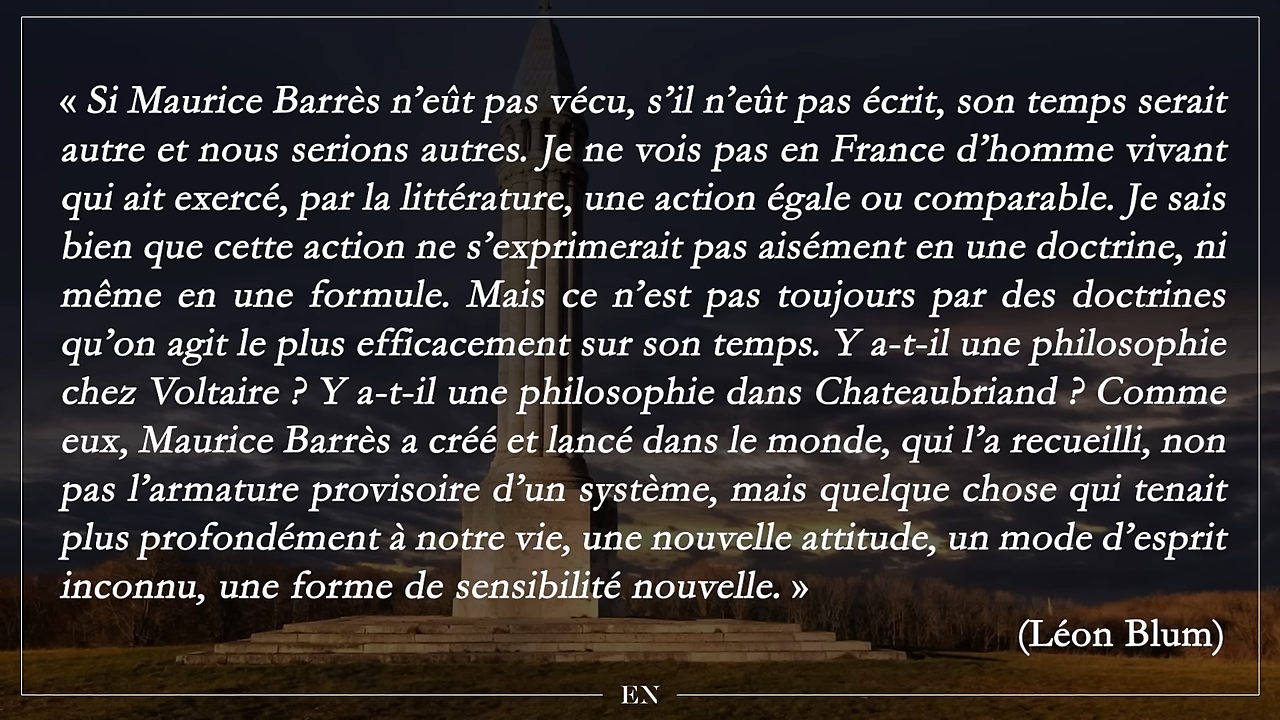 « Si Maurice Barrès n’eût pas vécu, s’il n’eût pas écrit, son temps serait
autre et nous serions autres. Je ne vois pas en France d’homme vivant
qui ait exercé, par la littérature, une action égale ou comparable. Je sais
bien que cette action ne s’exprimerait pas aisément en une doctrine, ni
même en une formule. Mais ce n’est pas toujours par des doctrines
qu’on agit le plus efficacement sur son temps. Y a-t-il une philosophie
chez Voltaire ? Y a-t-il une philosophie dans Chateaubriand ? Comme
eux, Maurice Barrès a créé et lancé dans le monde, qui l’a recueilli, non
pas l’armature provisoire d’un système, mais quelque chose qui tenait
plus profondément à notre vie, une nouvelle attitude, un mode d’esprit
inconnu, une forme de sensibilité nouvelle. »
(Léon Blum)
EN